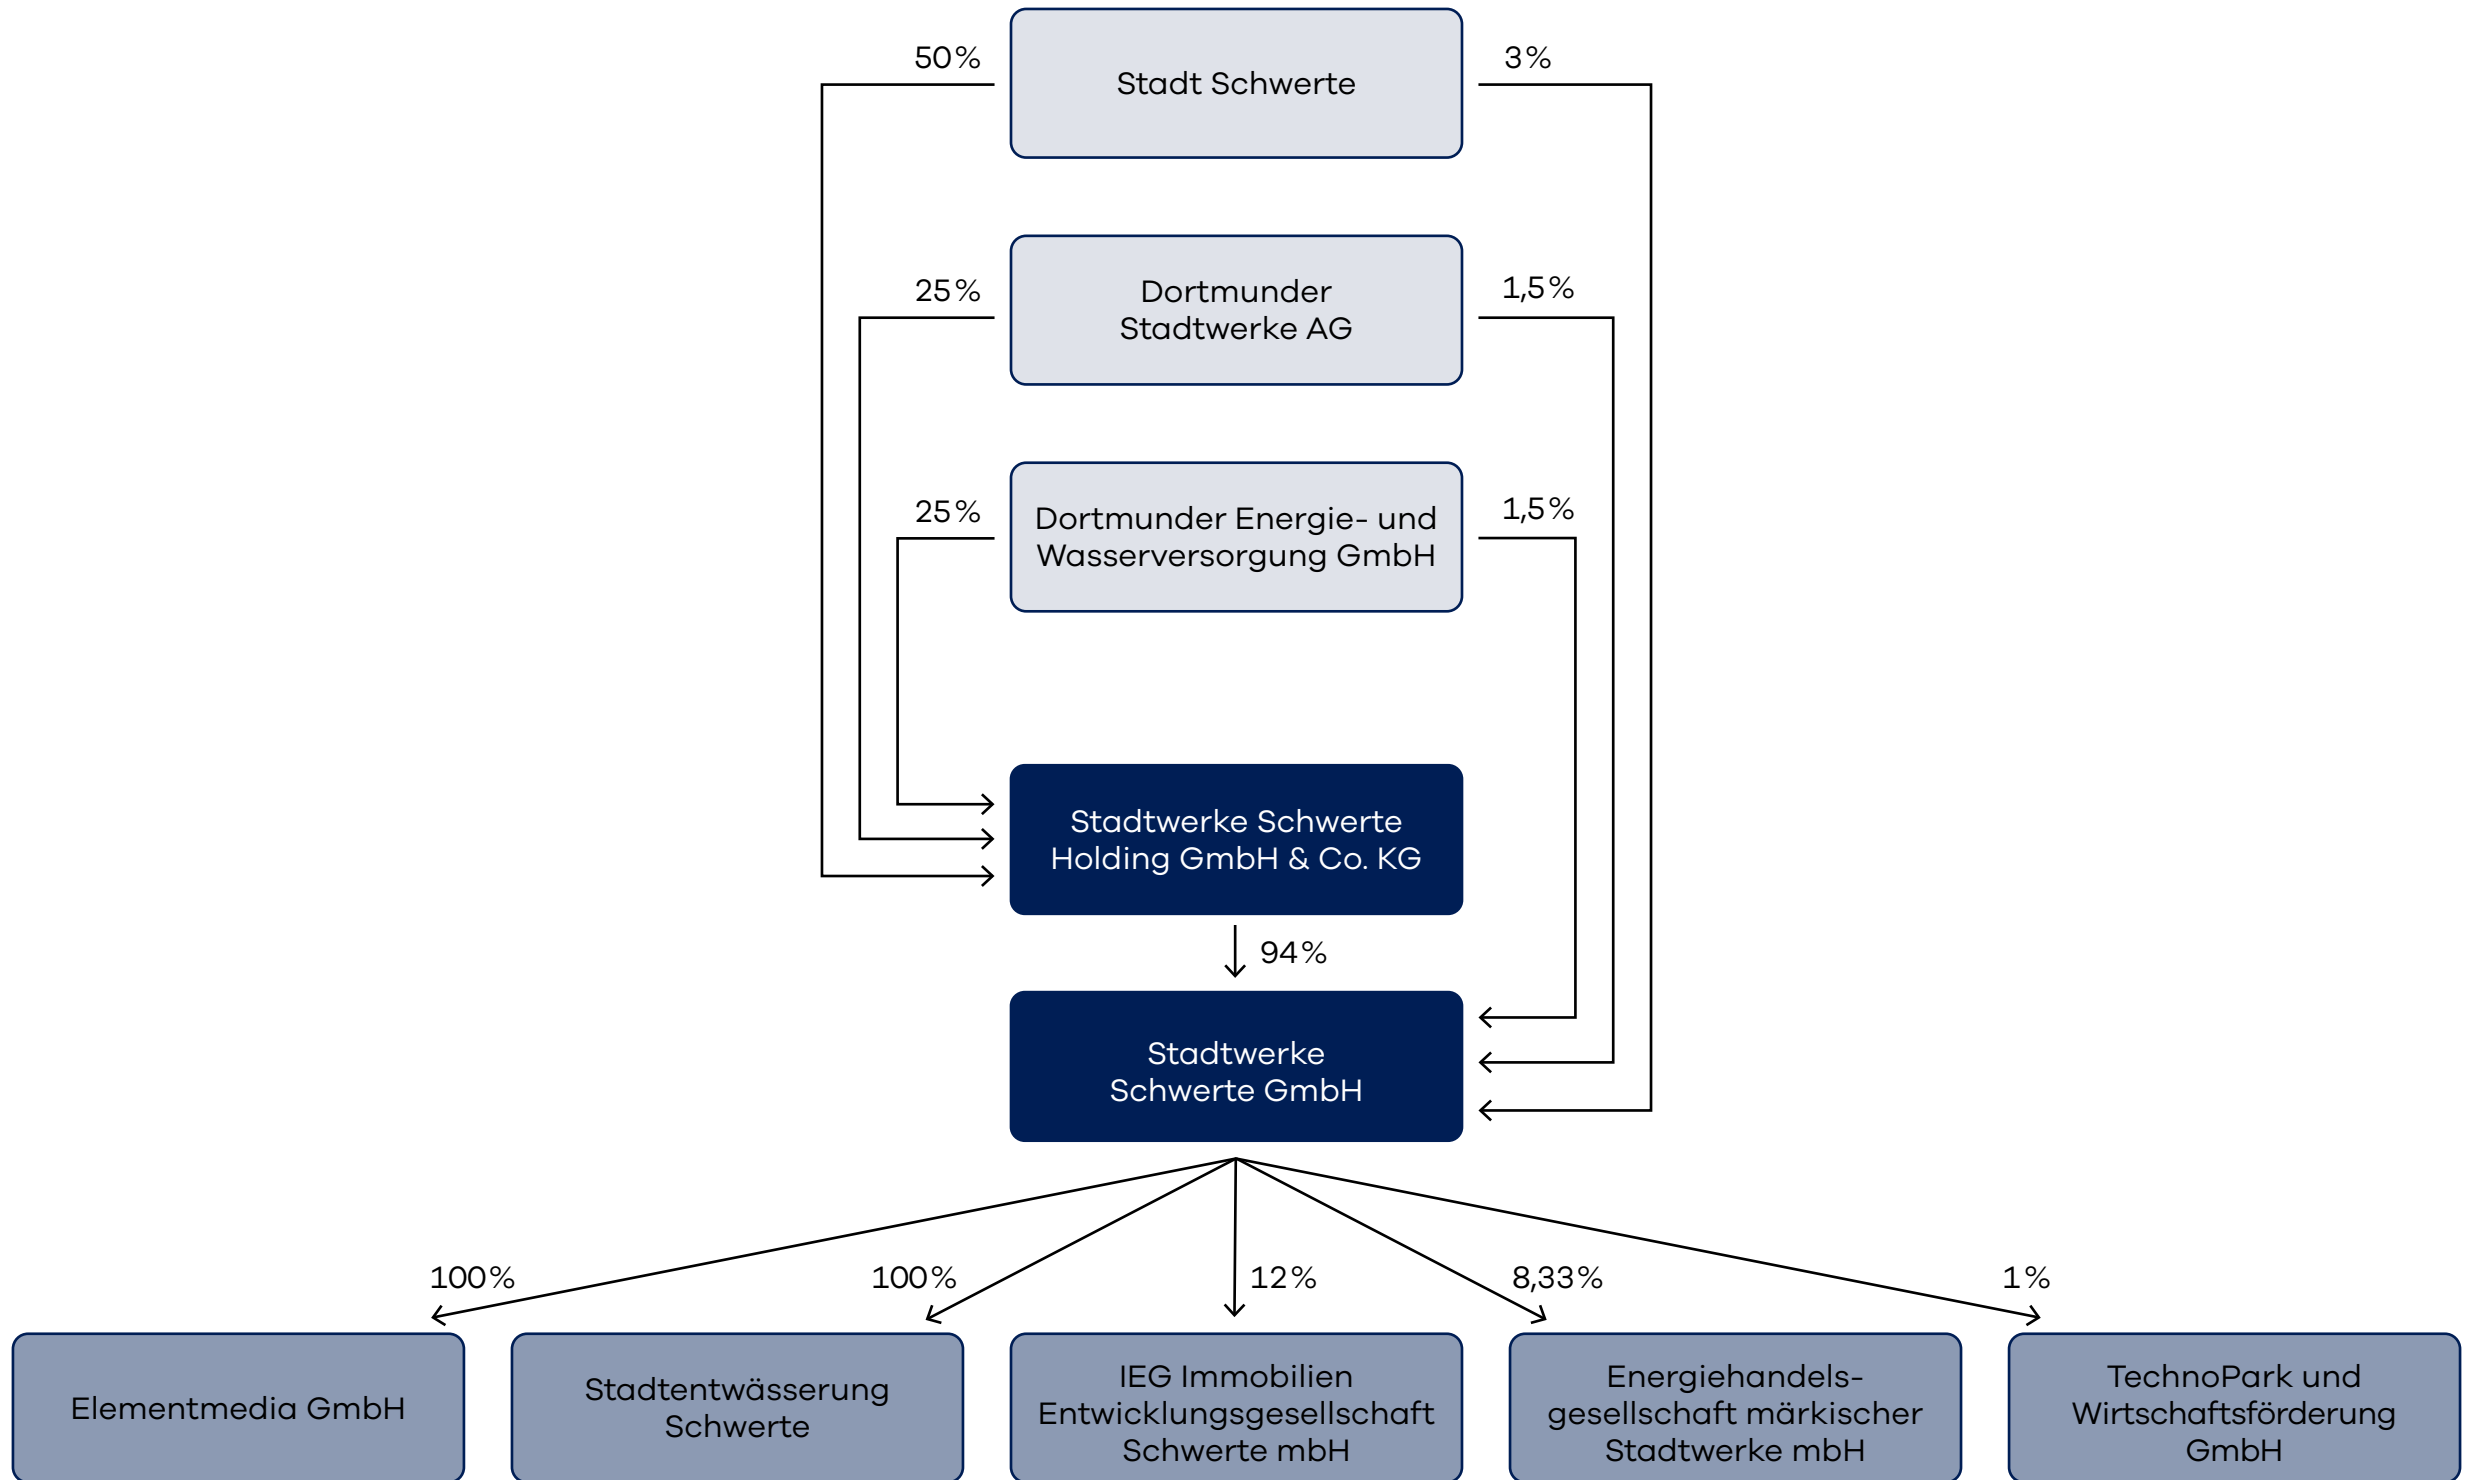 50%
Stadt Schwerte
3%
25%
Dortmunder
Stadtwerke AG
1,5%
25%
Dortmunder Energie- und
Wasserversorgung GmbH
1,5%
Stadtwerke Schwerte
Holding GmbH & Co. KG
94%
Stadtwerke
Schwerte GmbH
100%
100%
12%
8,33%
1%
Elementmedia GmbH
Stadtentwässerung
Schwerte
IEG Immobilien
Entwicklungsgesellschaft
Schwerte mbH
Energiehandels-
gesellschaft märkischer
Stadtwerke mbH
TechnoPark und
Wirtschaftsförderung
GmbH